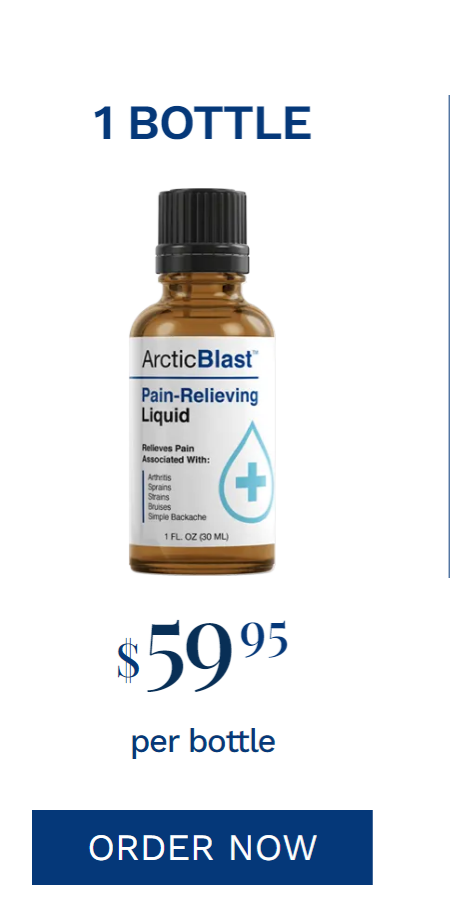 1 BOTTLE
ArcticBlast™
Pain-Relieving
Liquid
Relieves Pain
Associated With:
Arthritis
Sprains
Strains
Bruises
Simple Backache
1 FL. OZ (30 ML)
$59 95
per bottle
ORDER NOW